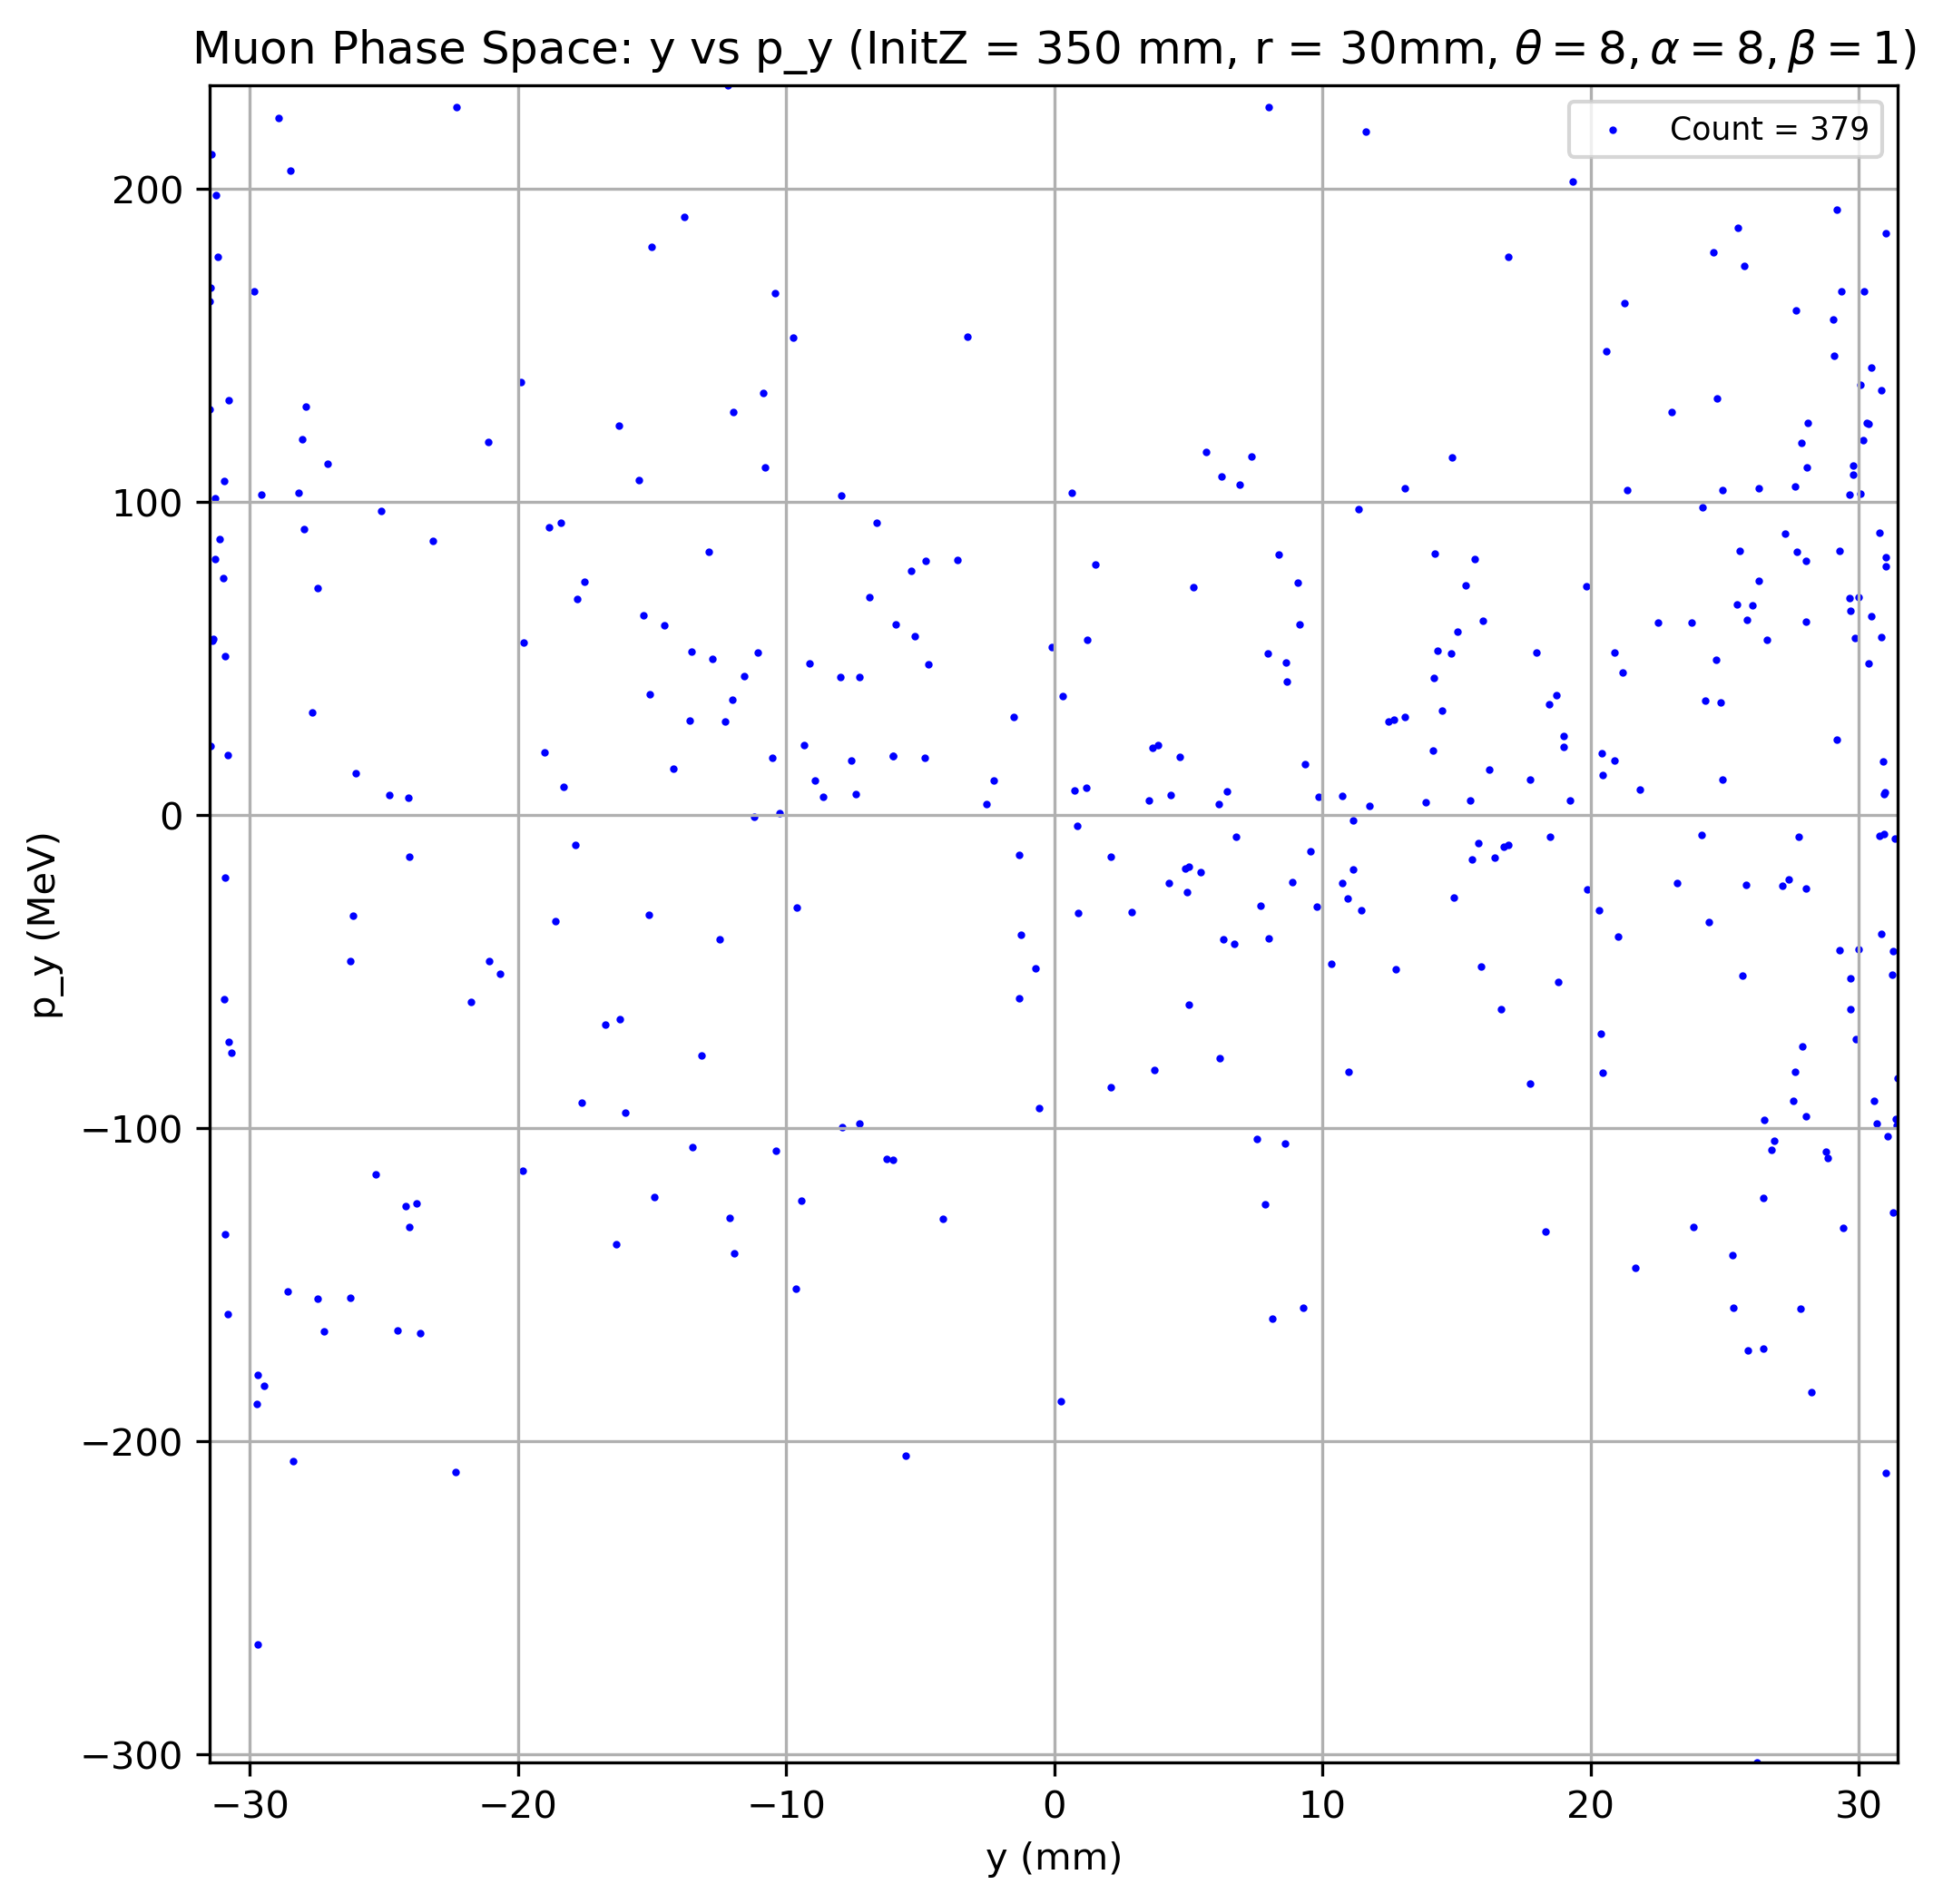 Muon Phase Space: y vs p_y (InitZ = 350 mm, r = 30mm, θ = 8, α = 8, β = 1)
Count = 379
200
100
0
−100
−200
−300
p_y (MeV)
−30 −20 −10 0 10 20 30
y (mm)